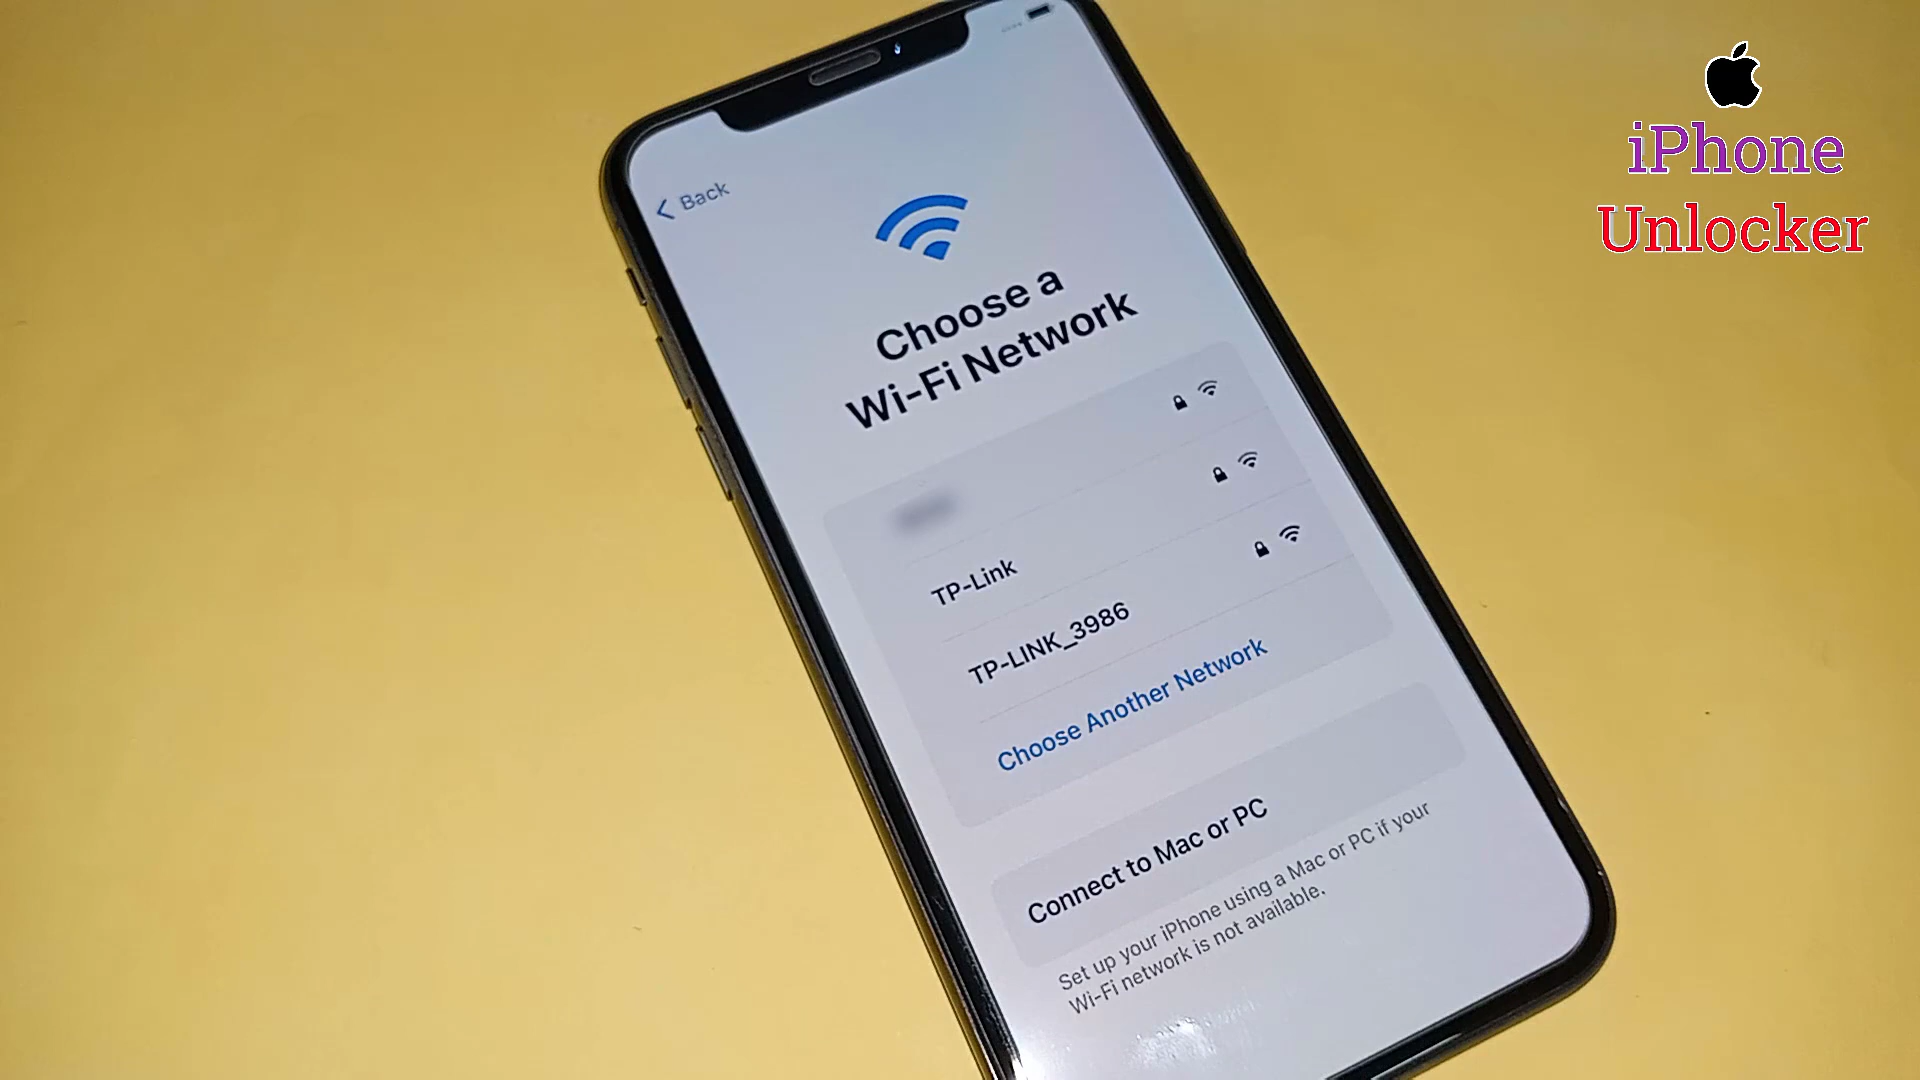 iPhone
Unlocker
Back
Choose a
Wi-Fi Network
TP-Link
TP-LINK_3986
Choose Another Network
Connect to Mac or PC
Set up your iPhone using a Mac or PC if your
Wi-Fi network is not available.